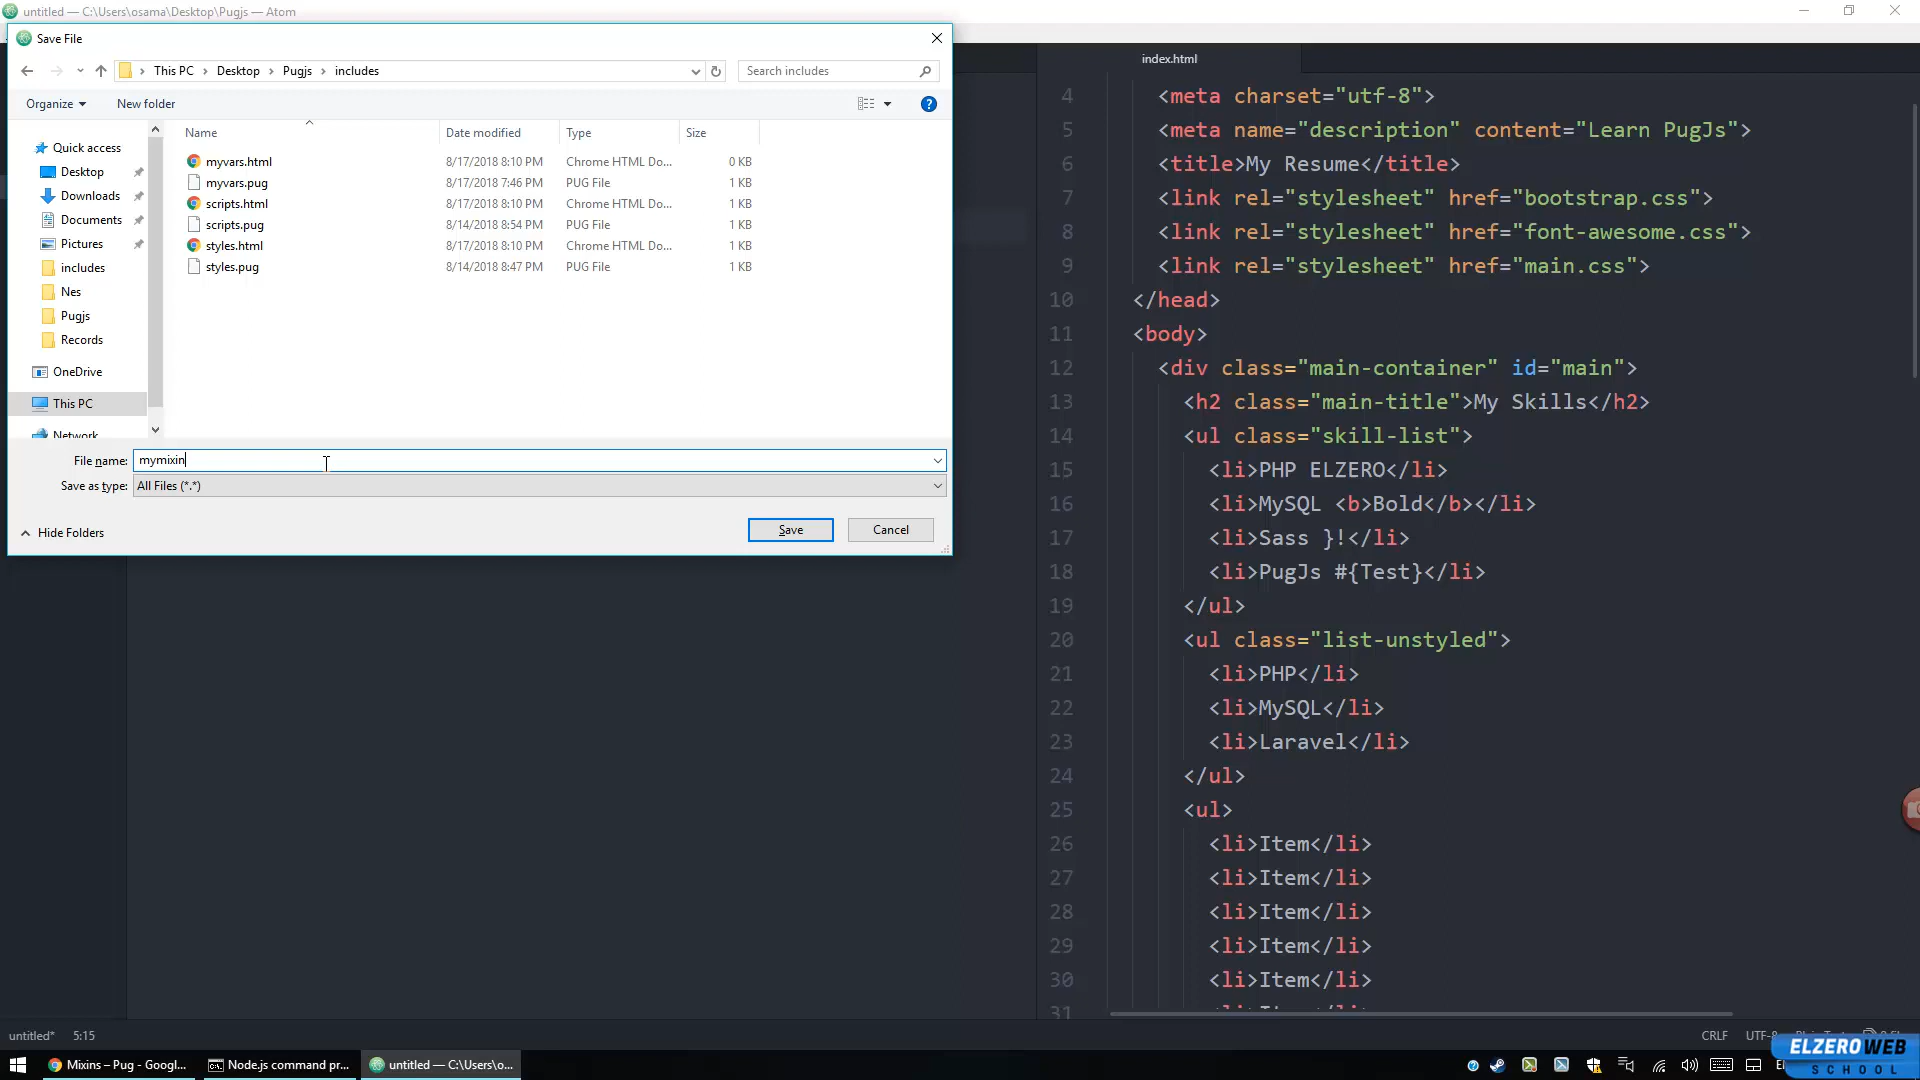 untitled — C:\Users\osama\Desktop\Pugjs — Atom
Save File
This PC > Desktop > Pugjs > includes
Search includes
Organize
New folder
Name
Date modified
Type
Size
Quick access
Desktop
Downloads
Documents
Pictures
includes
Nes
Pugjs
Records
OneDrive
This PC
Network
myvars.html 8/17/2018 8:10 PM Chrome HTML Do... 0 KB
myvars.pug 8/17/2018 7:46 PM PUG File 1 KB
scripts.html 8/17/2018 8:10 PM Chrome HTML Do... 1 KB
scripts.pug 8/14/2018 8:54 PM PUG File 1 KB
styles.html 8/17/2018 8:10 PM Chrome HTML Do... 1 KB
styles.pug 8/14/2018 8:47 PM PUG File 1 KB
File name: mymixin
Save as type: All Files (*.*)
Hide Folders
Save
Cancel
index.html
4 <meta charset="utf-8">
5 <meta name="description" content="Learn PugJs">
6 <title>My Resume</title>
7 <link rel="stylesheet" href="bootstrap.css">
8 <link rel="stylesheet" href="font-awesome.css">
9 <link rel="stylesheet" href="main.css">
10 </head>
11 <body>
12 <div class="main-container" id="main">
13 <h2 class="main-title">My Skills</h2>
14 <ul class="skill-list">
15 <li>PHP ELZERO</li>
16 <li>MySQL <b>Bold</b></li>
17 <li>Sass }!</li>
18 <li>PugJs #{Test}</li>
19 </ul>
20 <ul class="list-unstyled">
21 <li>PHP</li>
22 <li>MySQL</li>
23 <li>Laravel</li>
24 </ul>
25 <ul>
26 <li>Item</li>
27 <li>Item</li>
28 <li>Item</li>
29 <li>Item</li>
30 <li>Item</li>
31
untitled*
5:15
CRLF
UTF-8
Mixins – Pug - Googl...
Node.js command pr...
untitled — C:\Users\o...
ELZEROWEB
SCHOOL